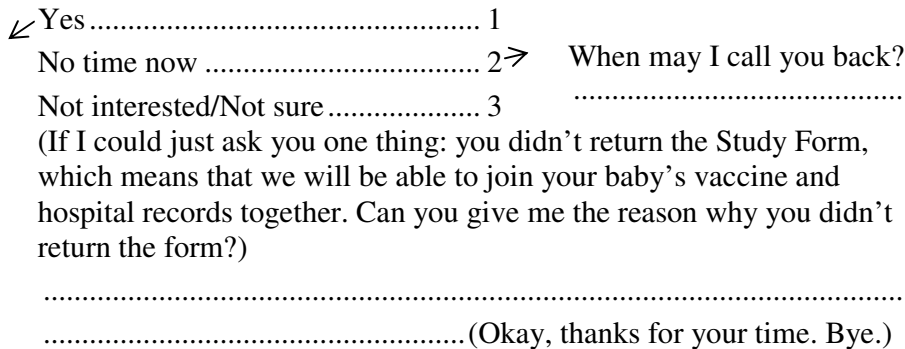 Yes .................................................. 1
No time now ................................... 2 When may I call you back?
..........................................
Not interested/Not sure .................... 3
(If I could just ask you one thing: you didn’t return the Study Form,
which means that we will be able to join your baby’s vaccine and
hospital records together. Can you give me the reason why you didn’t
return the form?)
...............................................................................................................
......................................................(Okay, thanks for your time. Bye.)